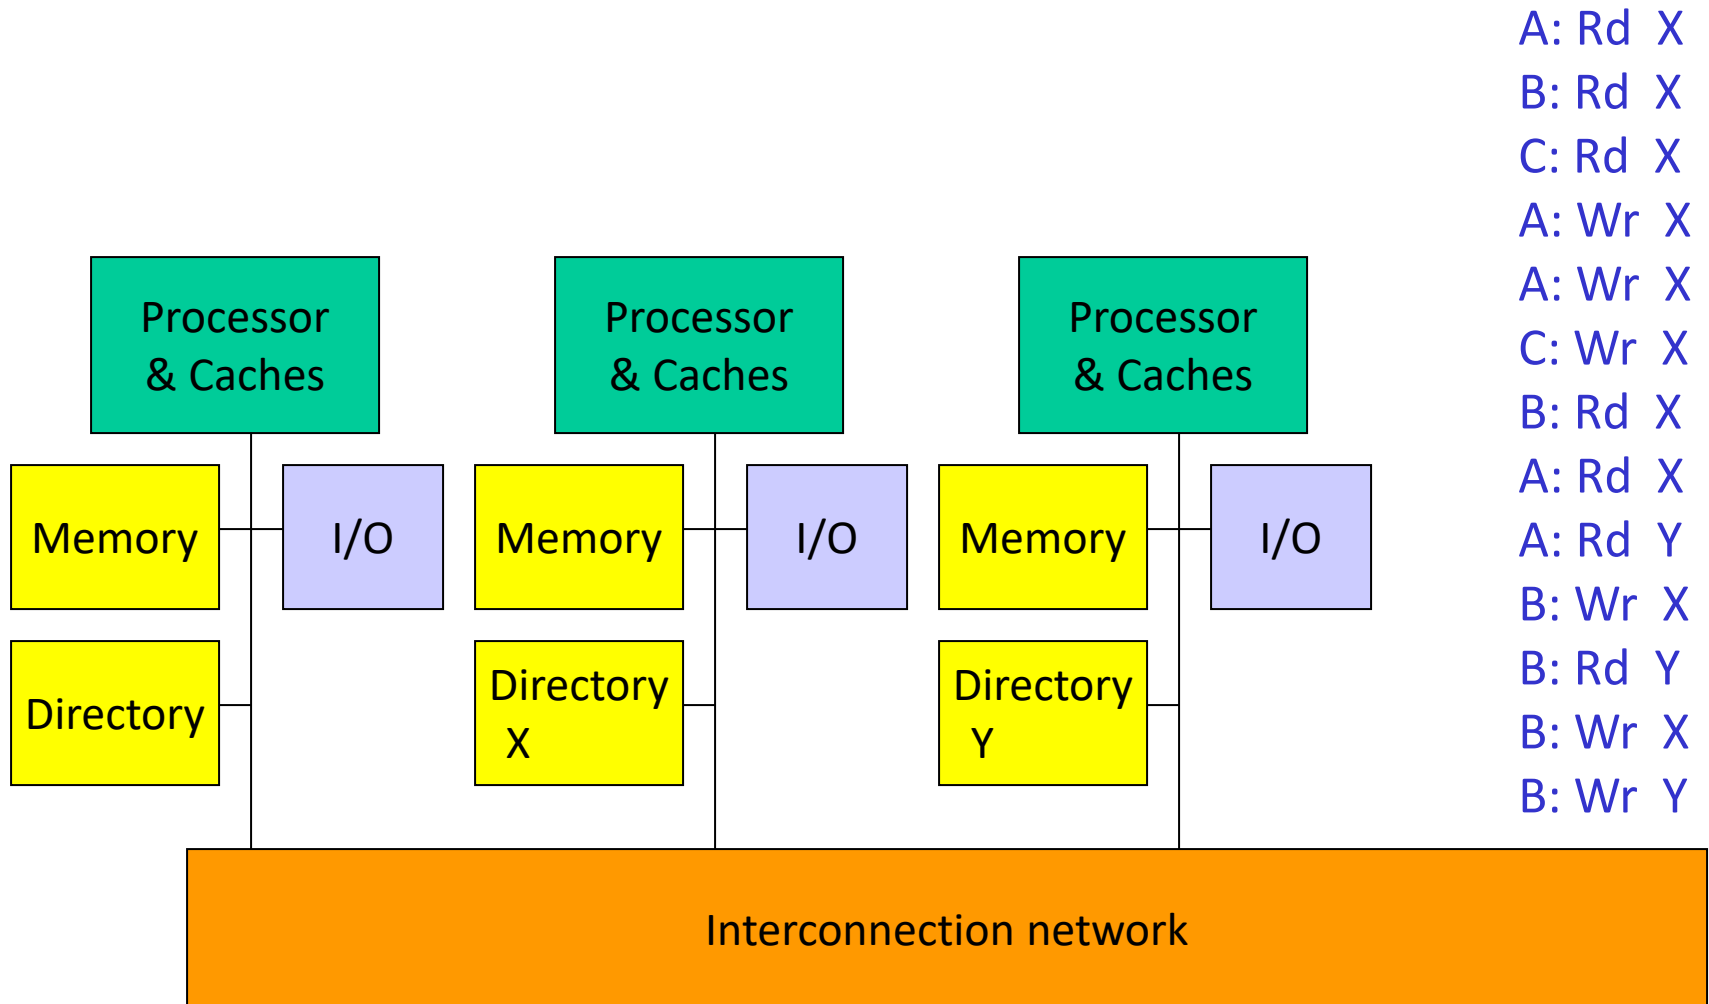 A: Rd X
B: Rd X
C: Rd X
A: Wr X
A: Wr X
C: Wr X
B: Rd X
A: Rd X
A: Rd Y
B: Wr X
B: Rd Y
B: Wr X
B: Wr Y
Processor
& Caches
Processor
& Caches
Processor
& Caches
Memory
I/O
Memory
I/O
Memory
I/O
Directory
Directory
X
Directory
Y
Interconnection network